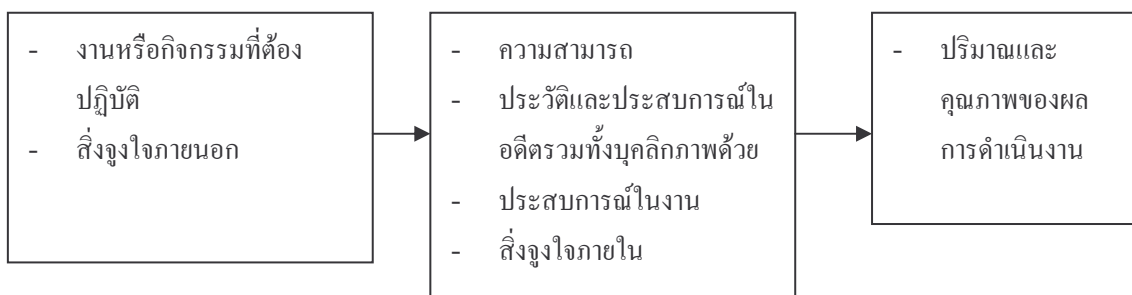 - งานหรือกิจกรรมที่ต้อง
ปฏิบัติ
- สิ่งจูงใจภายนอก
- ความสามารถ
- ประวัติและประสบการณ์ใน
อดีตรวมทั้งบุคลิกภาพด้วย
- ประสบการณ์ในงาน
- สิ่งจูงใจภายใน
- ปริมาณและ
คุณภาพของผล
การดำเนินงาน